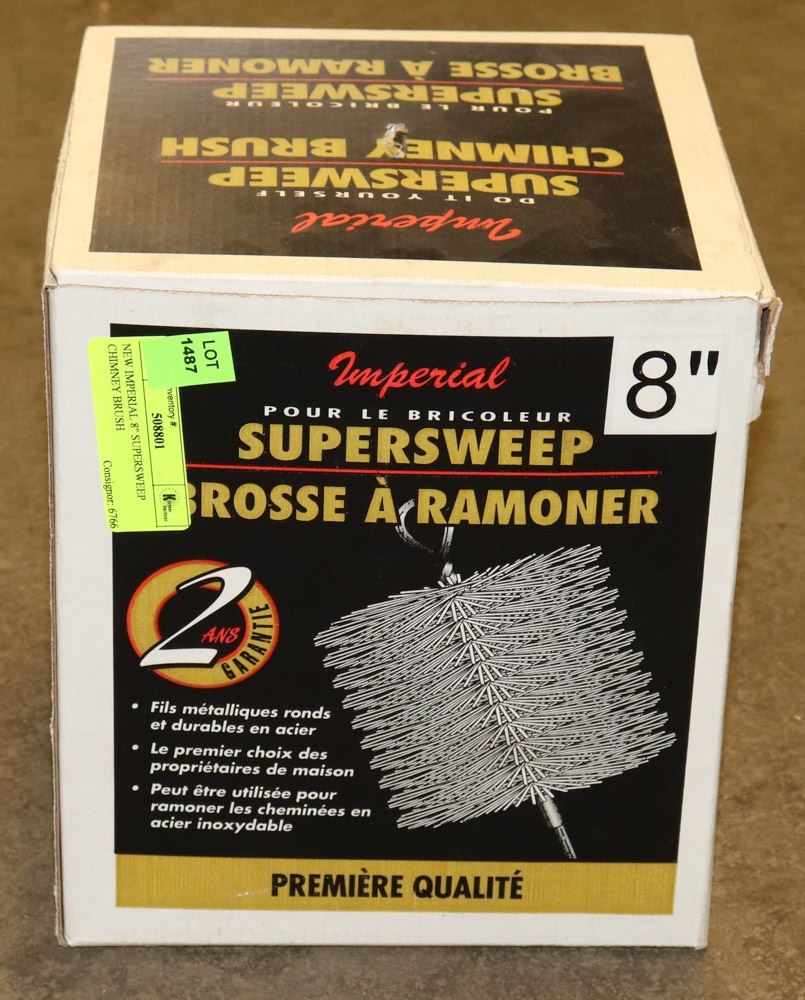 Imperial
DO IT YOURSELF
SUPERSWEEP
CHIMNEY BRUSH
POUR LE BRICOLEUR
SUPERSWEEP
BROSSE À RAMONER
LOT
1487
Inventory #:
508801
NEW IMPERIAL 8" SUPERSWEEP
CHIMNEY BRUSH
Consignor: 6766
Imperial
8"
POUR LE BRICOLEUR
SUPERSWEEP
BROSSE À RAMONER
2
ANS
GARANTIE
• Fils métalliques ronds
et durables en acier
• Le premier choix des
propriétaires de maison
• Peut être utilisée pour
ramoner les cheminées en
acier inoxydable
PREMIÈRE QUALITÉ